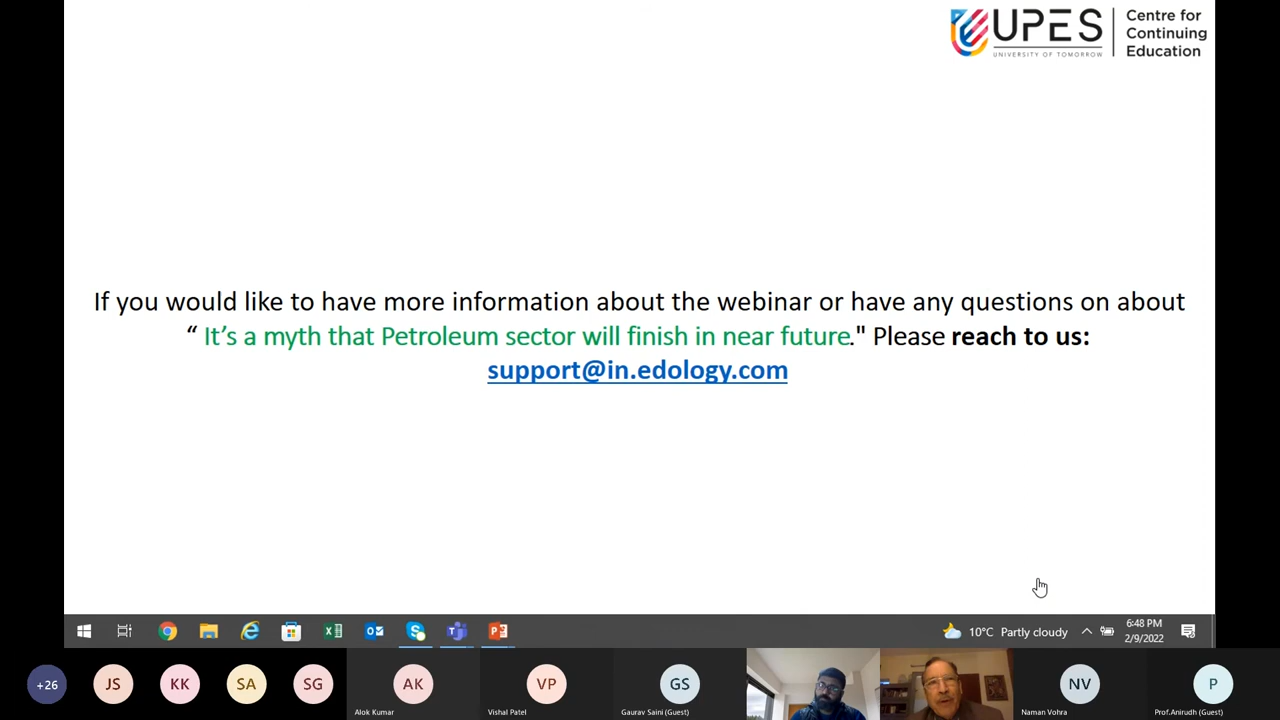 UPES
UNIVERSITY OF TOMORROW
Centre for
Continuing
Education
If you would like to have more information about the webinar or have any questions on about
“ It’s a myth that Petroleum sector will finish in near future." Please reach to us:
support@in.edology.com
10°C Partly cloudy
6:48 PM
2/9/2022
+26
JS
KK
SA
SG
AK
Alok Kumar
VP
Vishal Patel
GS
Gaurav Saini (Guest)
NV
Naman Vohra
P
Prof.Anirudh (Guest)